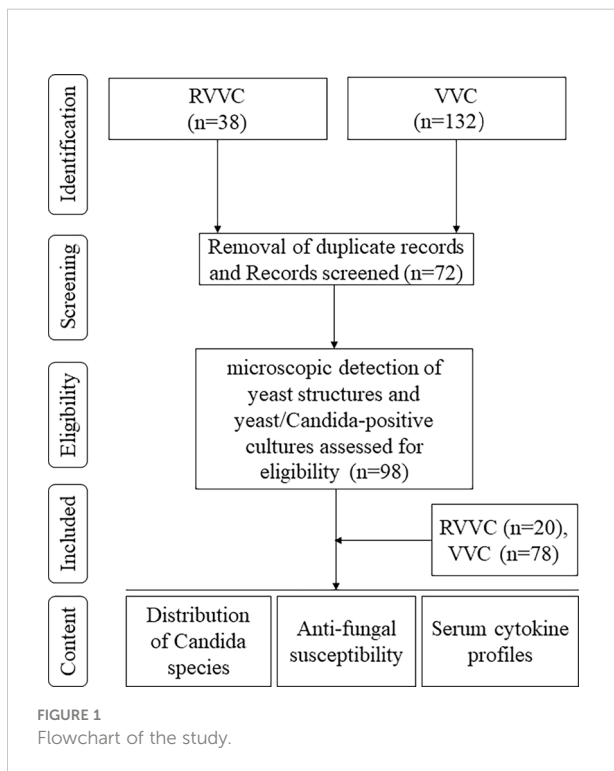 Identification
RVVC
(n=38)
VVC
(n=132）
Screening
Removal of duplicate records
and Records screened (n=72)
Eligibility
microscopic detection of
yeast structures and
yeast/Candida-positive
cultures assessed for
eligibility (n=98)
Included
RVVC (n=20),
VVC (n=78)
Content
Distribution
of Candida
species
Anti-fungal
susceptibility
Serum cytokine
profiles
FIGURE 1
Flowchart of the study.